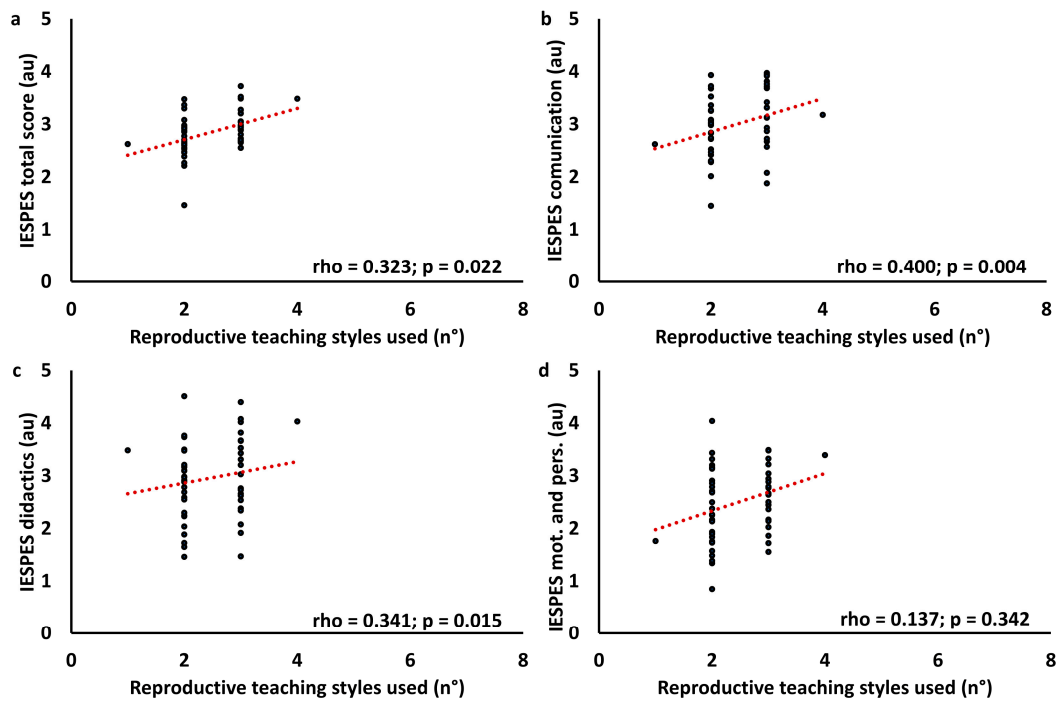 a
5
4
3
2
1
0
IESPES total score (au)
rho = 0.323; p = 0.022
0 2 4 6 8
Reproductive teaching styles used (n°)
b
5
4
3
2
1
0
IESPES comunication (au)
rho = 0.400; p = 0.004
0 2 4 6 8
Reproductive teaching styles used (n°)
c
5
4
3
2
1
0
IESPES didactics (au)
rho = 0.341; p = 0.015
0 2 4 6 8
Reproductive teaching styles used (n°)
d
5
4
3
2
1
0
IESPES mot. and pers. (au)
rho = 0.137; p = 0.342
0 2 4 6 8
Reproductive teaching styles used (n°)